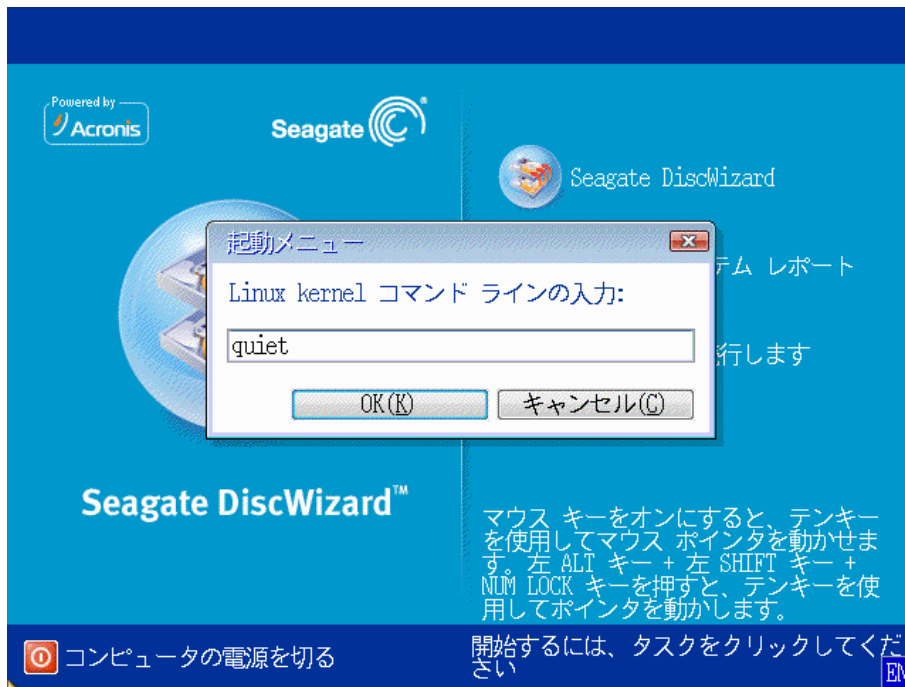 Powered by
Acronis
Seagate
Seagate DiscWizard
起動メニュー
テム レポート
Linux kernel コマンド ラインの入力:
quiet
行します
OK(K)
キャンセル(C)
Seagate DiscWizard™
マウス キーをオンにすると、テンキー
を使用してマウス ポインタを動かせま
す。左 ALT キー + 左 SHIFT キー +
NUM LOCK キーを押すと、テンキーを使
用してポインタを動かします。
コンピュータの電源を切る
開始するには、タスクをクリックしてくだ
さい
EN